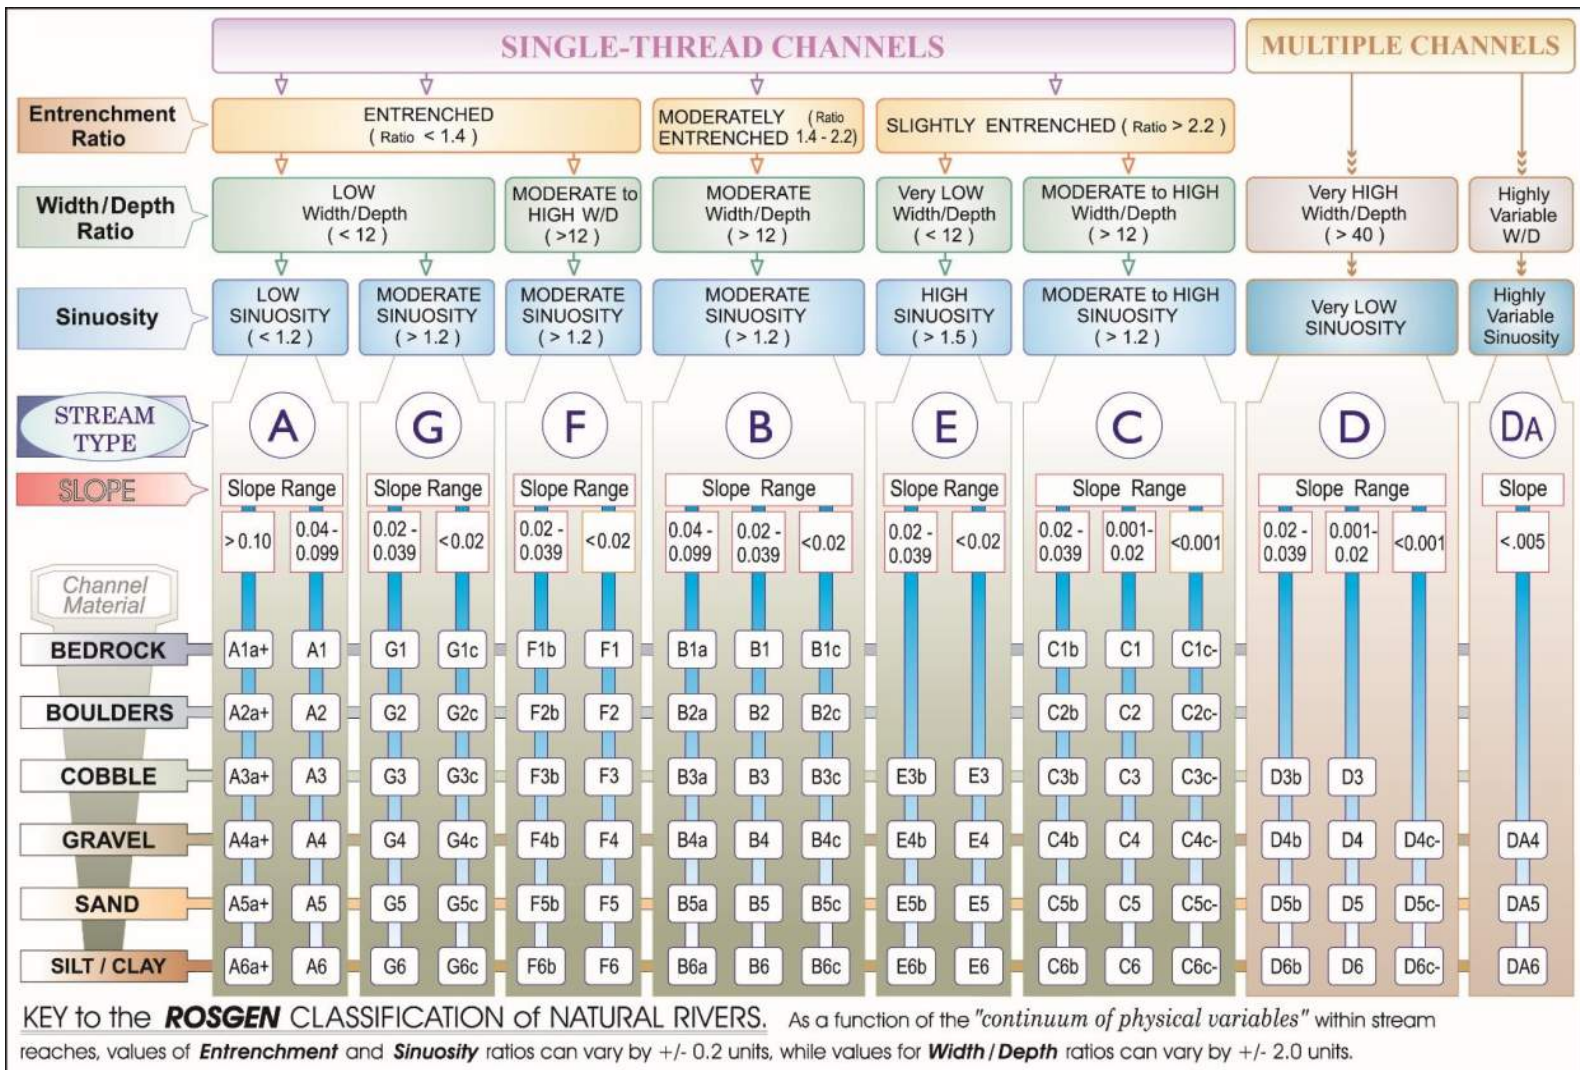 SINGLE-THREAD CHANNELS
MULTIPLE CHANNELS
Entrenchment
Ratio
ENTRENCHED
( Ratio < 1.4 )
MODERATELY ( Ratio
ENTRENCHED 1.4 - 2.2)
SLIGHTLY ENTRENCHED ( Ratio > 2.2 )
Width/Depth
Ratio
LOW
Width/Depth
( < 12 )
MODERATE to
HIGH W/D
( >12 )
MODERATE
Width/Depth
( > 12 )
Very LOW
Width/Depth
( <12 )
MODERATE to HIGH
Width/Depth
( > 12 )
Very HIGH
Width/Depth
( > 40 )
Highly
Variable
W/D
Sinuosity
LOW
SINUOSITY
( < 1.2 )
MODERATE
SINUOSITY
( > 1.2 )
MODERATE
SINUOSITY
( > 1.2 )
MODERATE
SINUOSITY
( > 1.2 )
HIGH
SINUOSITY
( > 1.5 )
MODERATE to HIGH
SINUOSITY
( > 1.2 )
Very LOW
SINUOSITY
Highly
Variable
Sinuosity
STREAM
TYPE
A G F B E C D DA
SLOPE
Slope Range Slope Range Slope Range Slope Range Slope Range Slope Range Slope Range Slope
> 0.10
0.04 -
0.099
0.02 -
0.039
<0.02
0.02 -
0.039
<0.02
0.04 -
0.099
0.02 -
0.039
<0.02
0.02 -
0.039
<0.02
0.02 -
0.039
0.001-
0.02
<0.001
0.02 -
0.039
0.001-
0.02
<0.001
<.005
Channel
Material
BEDROCK A1a+ A1 G1 G1c F1b F1 B1a B1 B1c C1b C1 C1c-
BOULDERS A2a+ A2 G2 G2c F2b F2 B2a B2 B2c C2b C2 C2c-
COBBLE A3a+ A3 G3 G3c F3b F3 B3a B3 B3c E3b E3 C3b C3 C3c- D3b D3
GRAVEL A4a+ A4 G4 G4c F4b F4 B4a B4 B4c E4b E4 C4b C4 C4c- D4b D4 D4c- DA4
SAND A5a+ A5 G5 G5c F5b F5 B5a B5 B5c E5b E5 C5b C5 C5c- D5b D5 D5c- DA5
SILT / CLAY A6a+ A6 G6 G6c F6b F6 B6a B6 B6c E6b E6 C6b C6 C6c- D6b D6 D6c- DA6
KEY to the ROSGEN CLASSIFICATION of NATURAL RIVERS. As a function of the "continuum of physical variables" within stream
reaches, values of Entrenchment and Sinuosity ratios can vary by +/- 0.2 units, while values for Width / Depth ratios can vary by +/- 2.0 units.